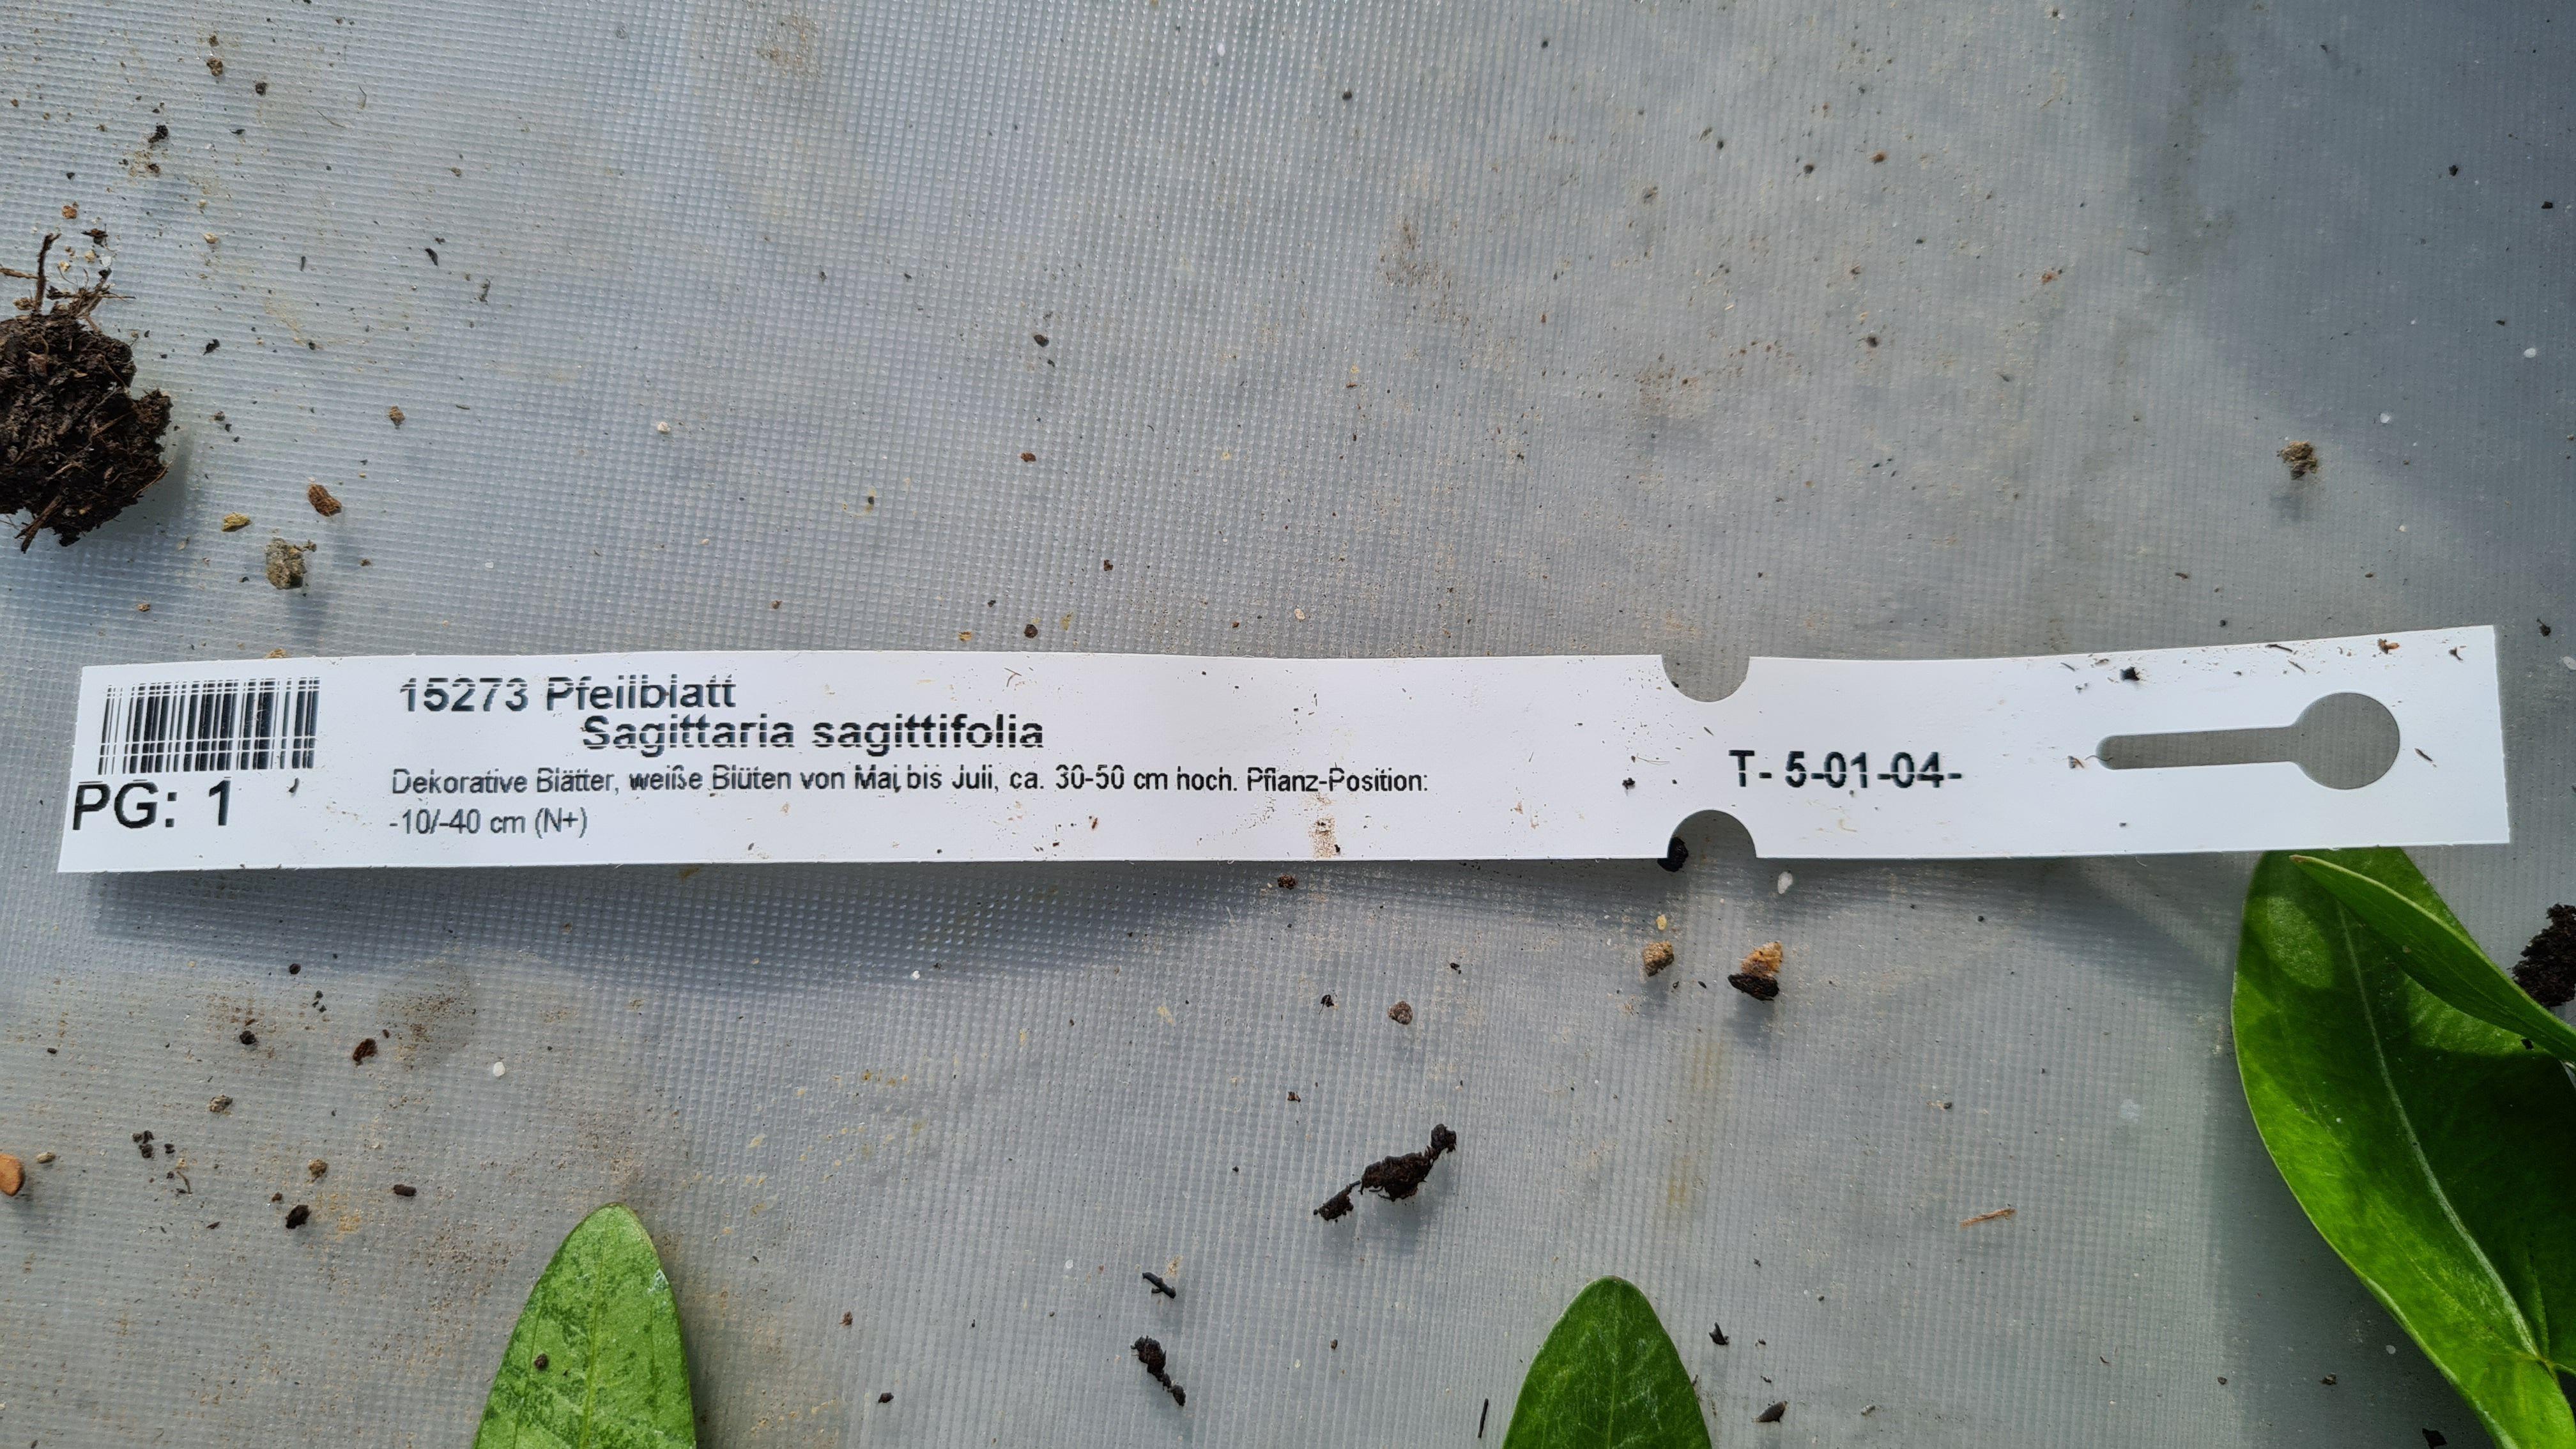 15273 Pfeilblatt
Sagittaria sagittifolia
Dekorative Blätter, weiße Blüten von Mai bis Juli, ca. 30-50 cm hoch. Pflanz-Position:
-10/-40 cm (N+)
PG: 1
T- 5-01-04-